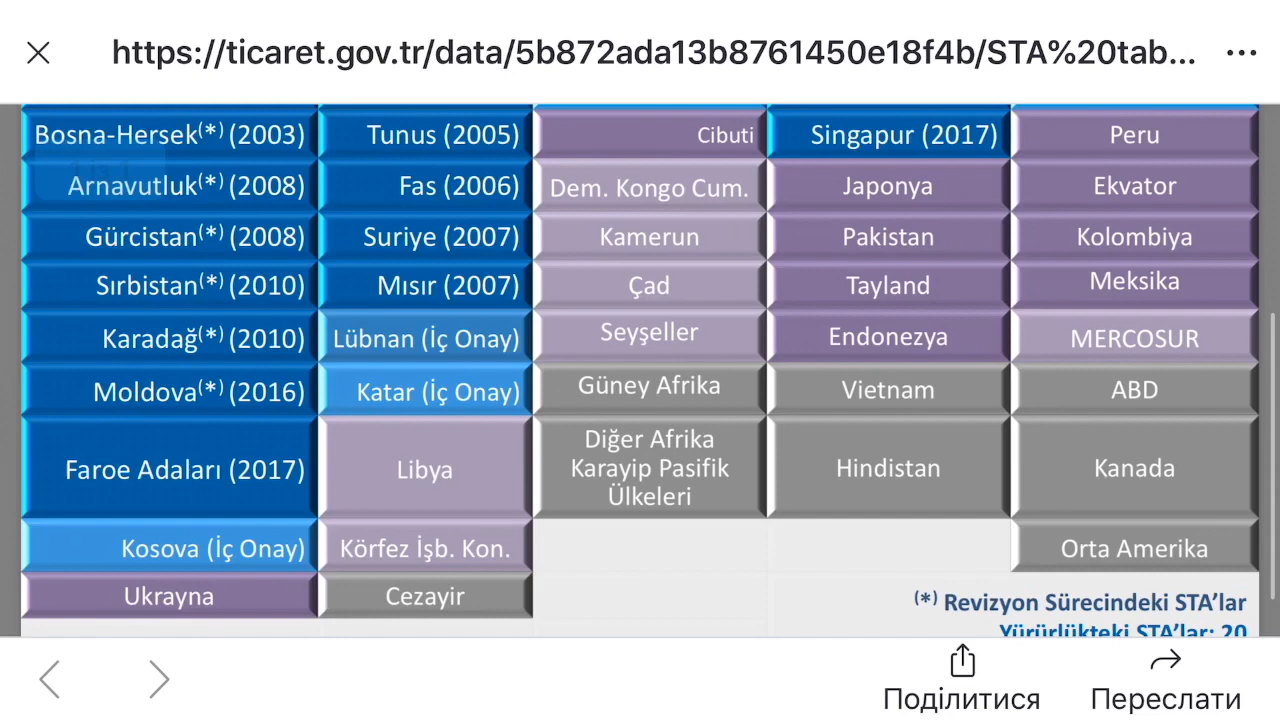 https://ticaret.gov.tr/data/5b872ada13b8761450e18f4b/STA%20tab...
Bosna-Hersek(*) (2003)
Tunus (2005)
Cibuti
Singapur (2017)
Peru
Arnavutluk(*) (2008)
Fas (2006)
Dem. Kongo Cum.
Japonya
Ekvator
Gürcistan(*) (2008)
Suriye (2007)
Kamerun
Pakistan
Kolombiya
Sırbistan(*) (2010)
Mısır (2007)
Çad
Tayland
Meksika
Karadağ(*) (2010)
Lübnan (İç Onay)
Seyşeller
Endonezya
MERCOSUR
Moldova(*) (2016)
Katar (İç Onay)
Güney Afrika
Vietnam
ABD
Faroe Adaları (2017)
Libya
Diğer Afrika
Karayip Pasifik
Ülkeleri
Hindistan
Kanada
Kosova (İç Onay)
Körfez İşb. Kon.
Orta Amerika
Ukrayna
Cezayir
(*) Revizyon Sürecindeki STA'lar
Yürürlükteki STA'lar: 20
Поділитися
Переслати